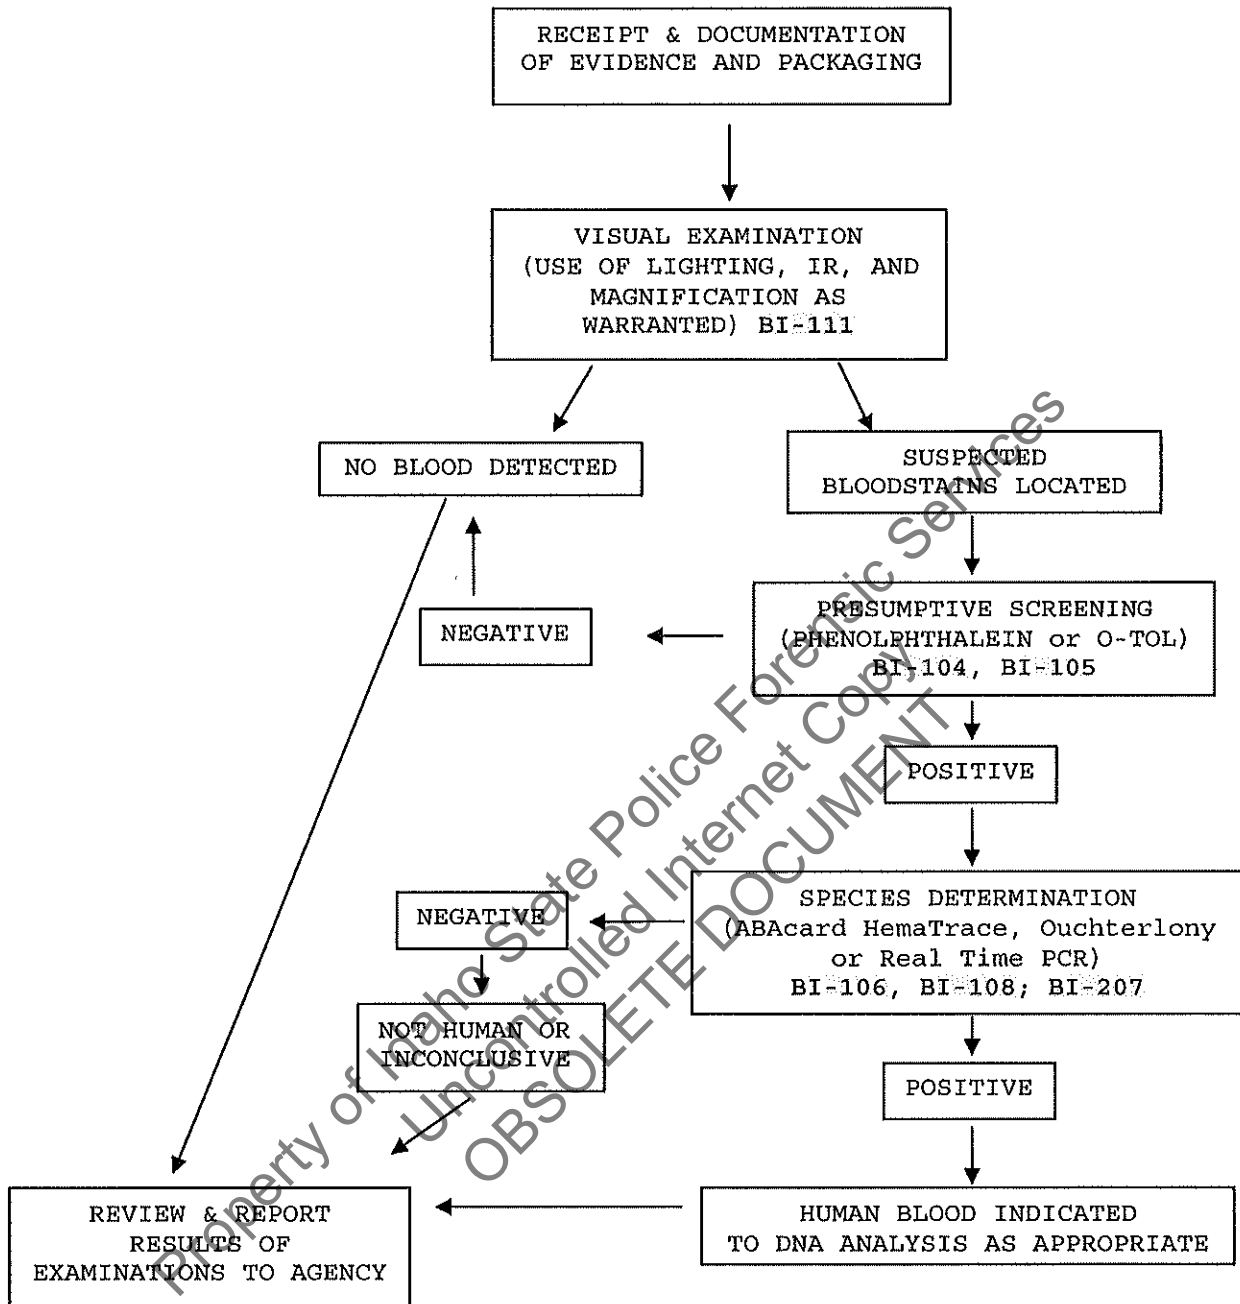 RECEIPT & DOCUMENTATION
OF EVIDENCE AND PACKAGING
VISUAL EXAMINATION
(USE OF LIGHTING, IR, AND
MAGNIFICATION AS
WARRANTED) BI-111
NO BLOOD DETECTED
SUSPECTED
BLOODSTAINS LOCATED
NEGATIVE
PRESUMPTIVE SCREENING
(PHENOLPHTHALEIN or O-TOL)
BI-104, BI-105
POSITIVE
NEGATIVE
SPECIES DETERMINATION
(ABAcard HemaTrace, Ouchterlony
or Real Time PCR)
BI-106, BI-108; BI-207
NOT HUMAN OR
INCONCLUSIVE
POSITIVE
REVIEW & REPORT
RESULTS OF
EXAMINATIONS TO AGENCY
HUMAN BLOOD INDICATED
TO DNA ANALYSIS AS APPROPRIATE
Property of Idaho State Police Forensic Services
Uncontrolled Internet Copy
OBSOLETE DOCUMENT